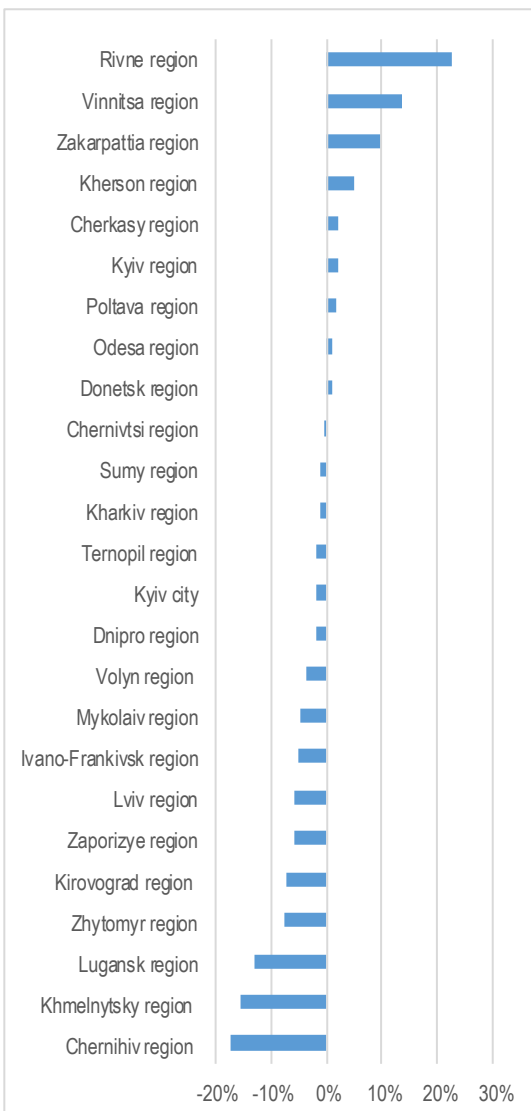 Rivne region
Vinnitsa region
Zakarpattia region
Kherson region
Cherkasy region
Kyiv region
Poltava region
Odesa region
Donetsk region
Chernivtsi region
Sumy region
Kharkiv region
Ternopil region
Kyiv city
Dnipro region
Volyn region
Mykolaiv region
Ivano-Frankivsk region
Lviv region
Zaporizye region
Kirovograd region
Zhytomyr region
Lugansk region
Khmelnytsky region
Chernihiv region
-20% -10% 0% 10% 20% 30%